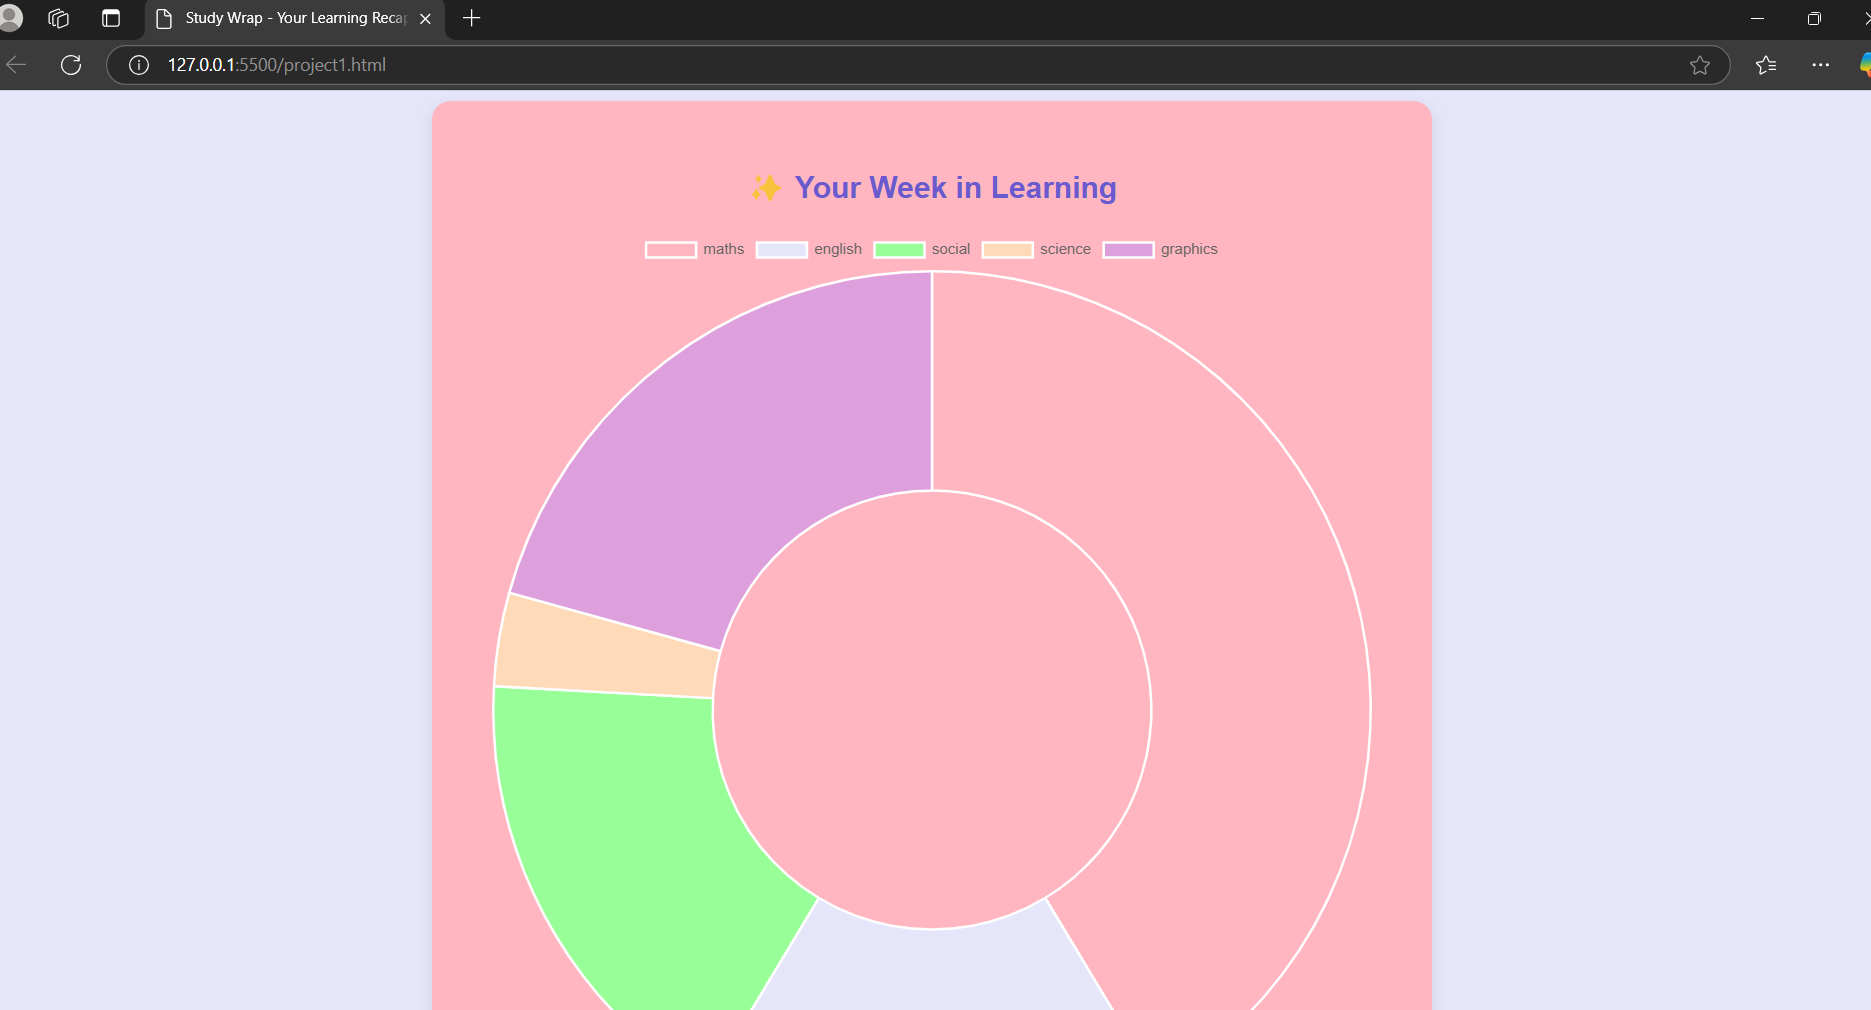 Study Wrap - Your Learning Recap
127.0.0.1:5500/project1.html
✨ Your Week in Learning
maths english social science graphics